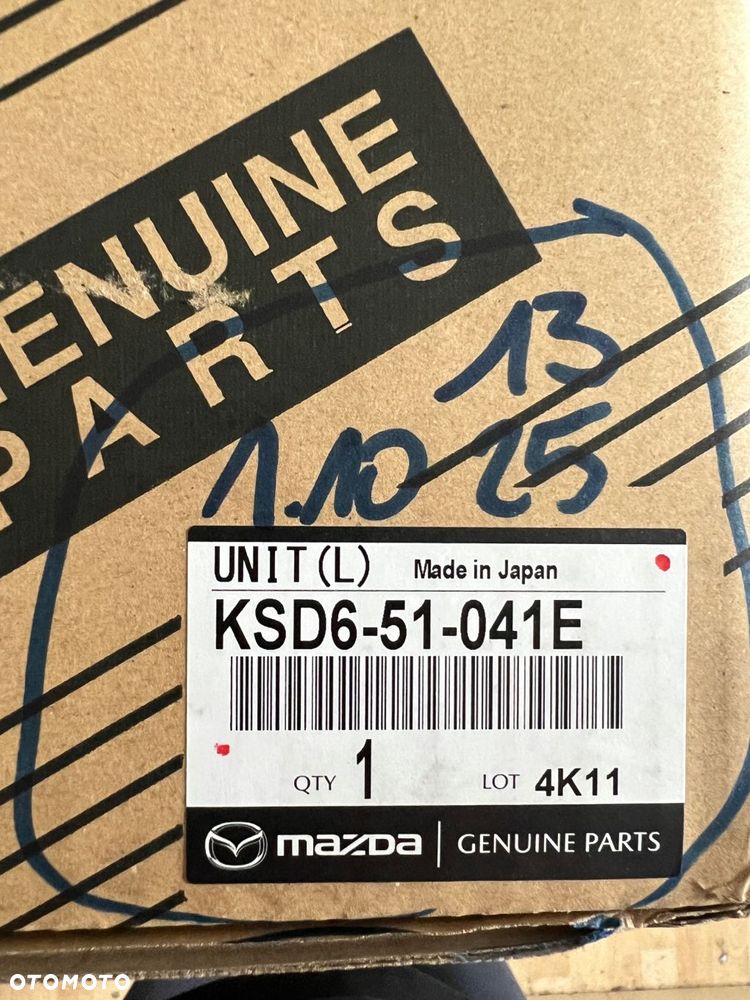 GENUINE
PARTS
13
1.10 25
UNIT(L) Made in Japan
KSD6-51-041E
QTY 1 LOT 4K11
mazda GENUINE PARTS
OTOMOTO